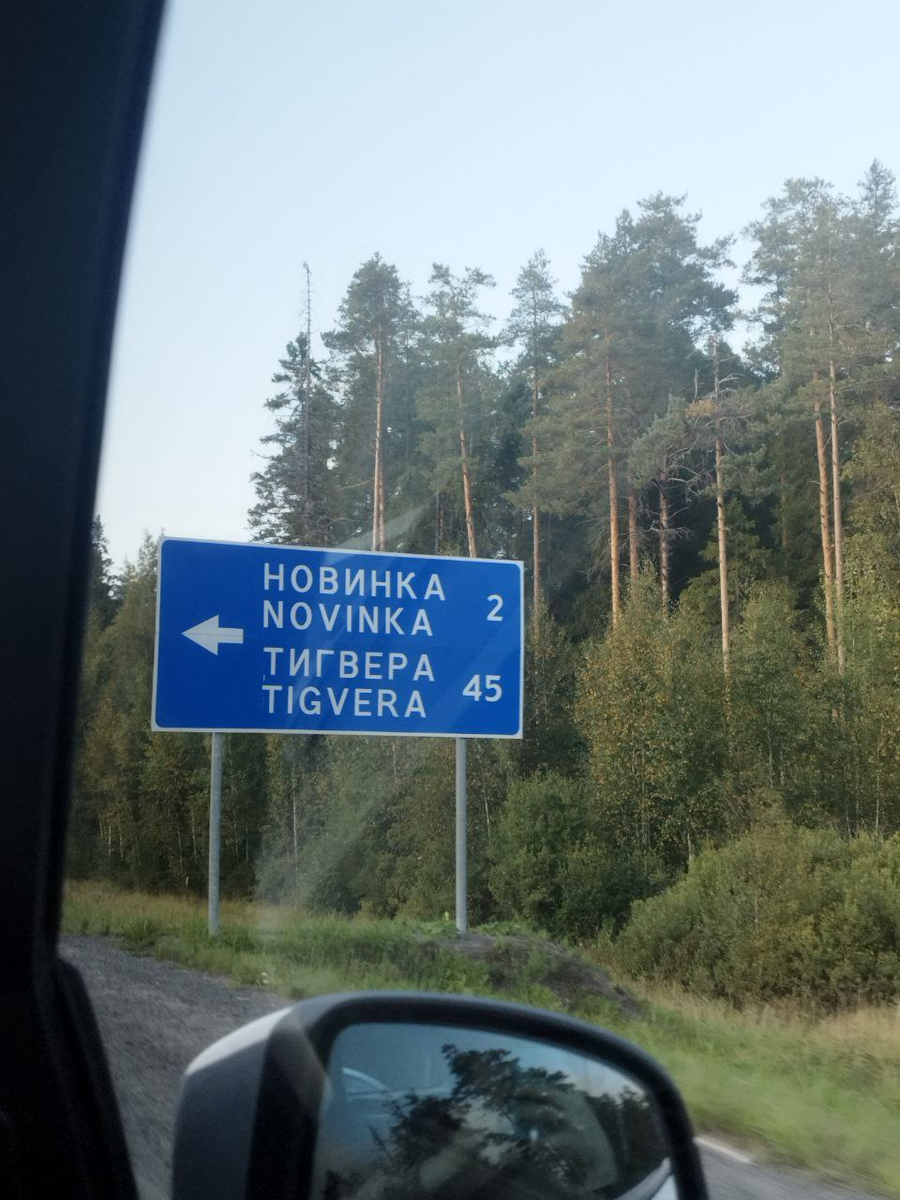 НОВИНКА
NOVINKA 2
ТИГВЕРА
TIGVERA 45